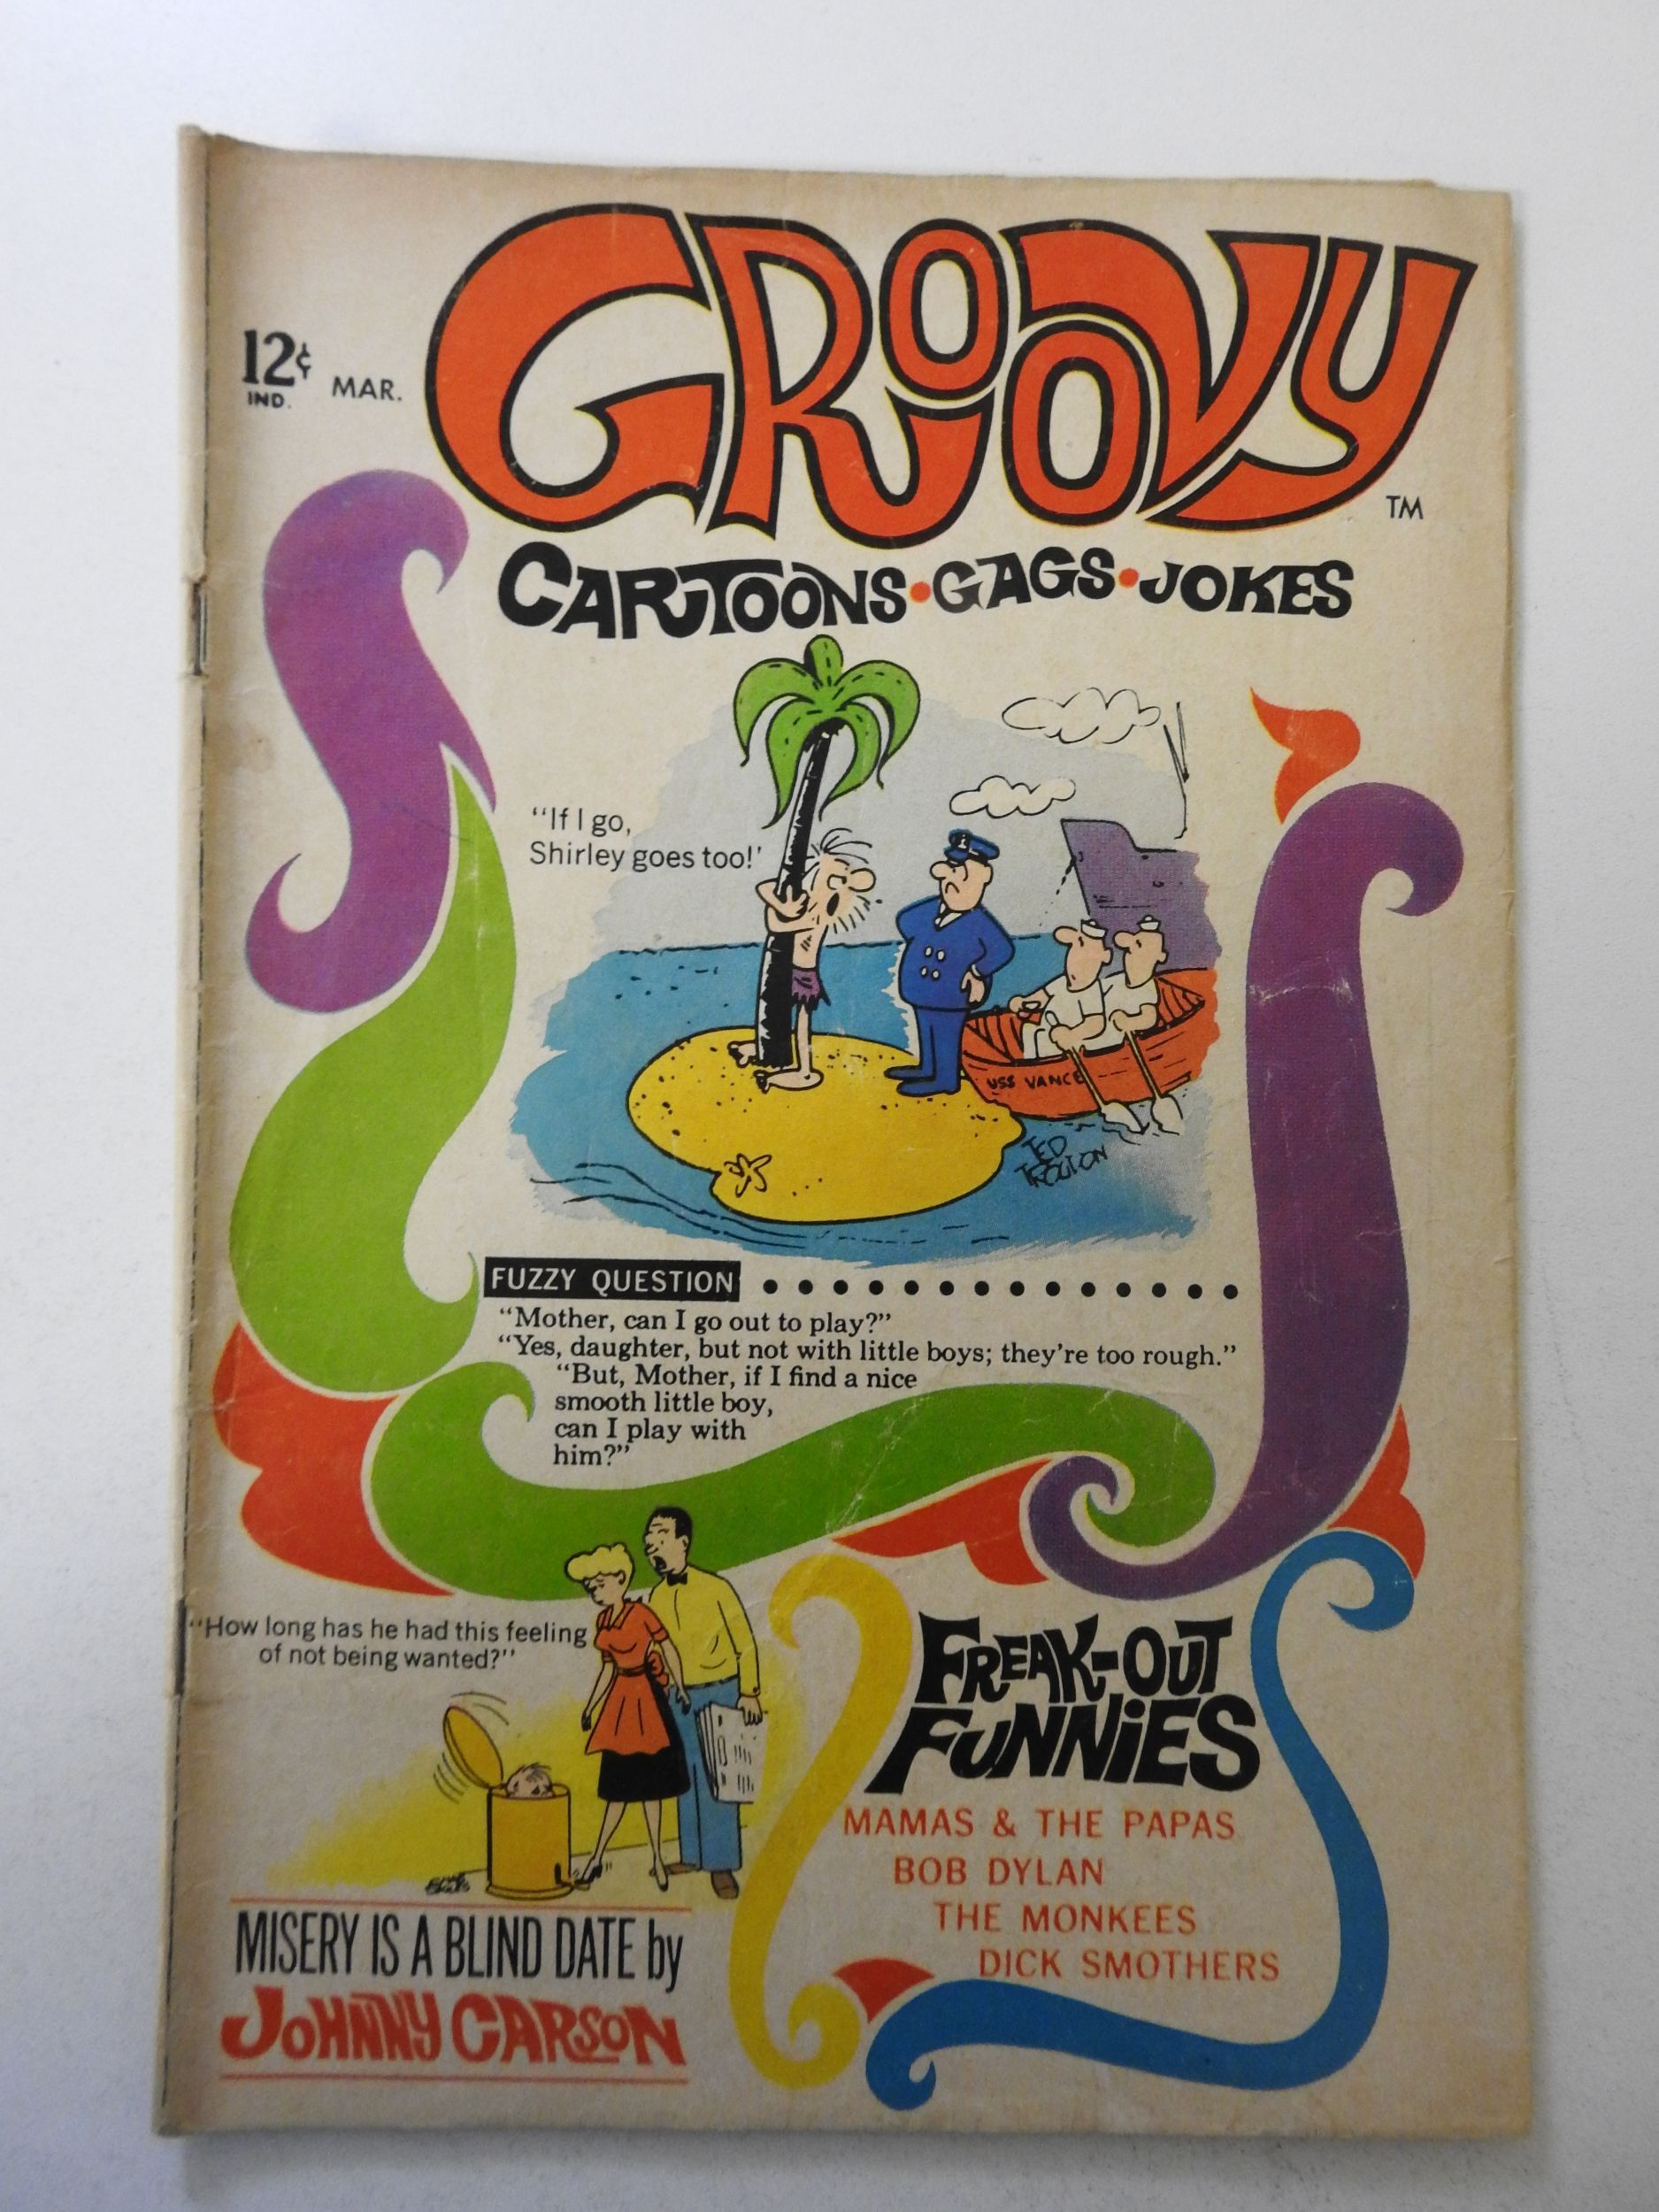 GROOVY
12¢
IND.
MAR.
TM
CARTOONS•GAGS•JOKES
"If I go,
Shirley goes too!'
USS VANCE
TED
FUZZY QUESTION
"Mother, can I go out to play?"
"Yes, daughter, but not with little boys; they're too rough."
"But, Mother, if I find a nice
smooth little boy,
can I play with
him?"
"How long has he had this feeling
of not being wanted?"
FREAK-OUT
FUNNiES
MAMAS & THE PAPAS
BOB DYLAN
THE MONKEES
DICK SMOTHERS
MISERY IS A BLIND DATE by
JOHNNY CARSON